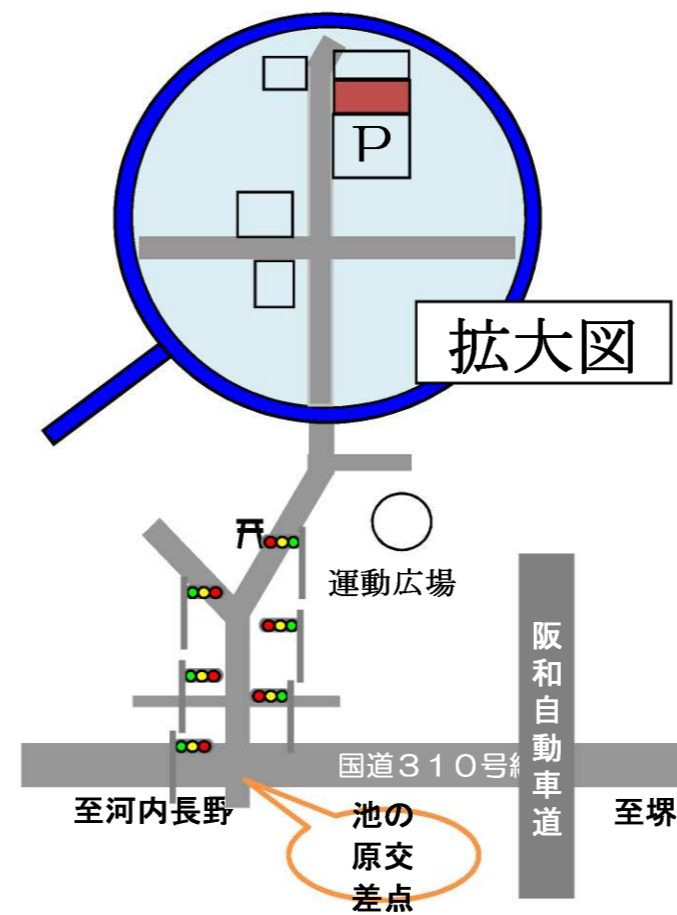 P
拡大図
運動広場
阪和自動車道
国道310号線
至河内長野
至堺
池の
原交
差点